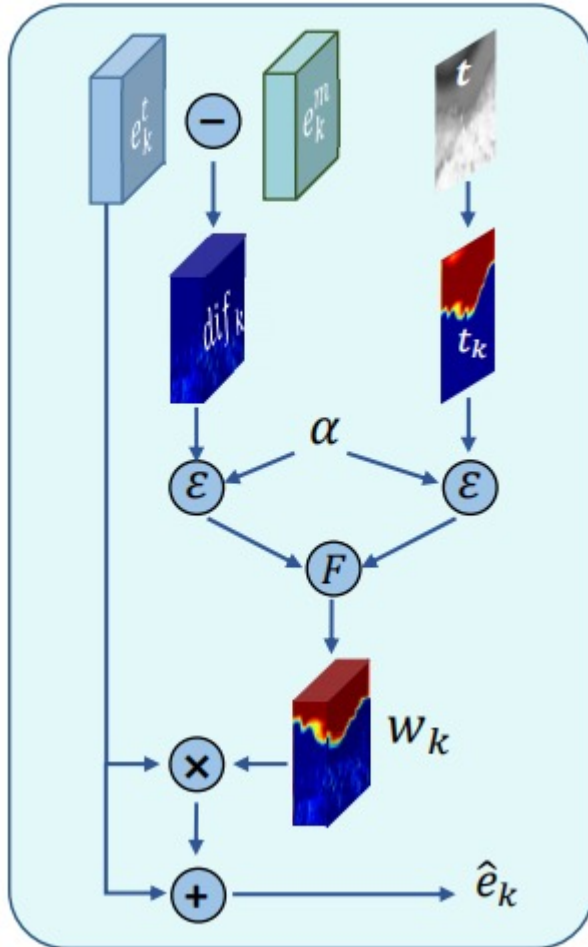 e_k^t − e_k^m t
dif_k t_k
α
ε ε
F
w_k
×
+ ê_k